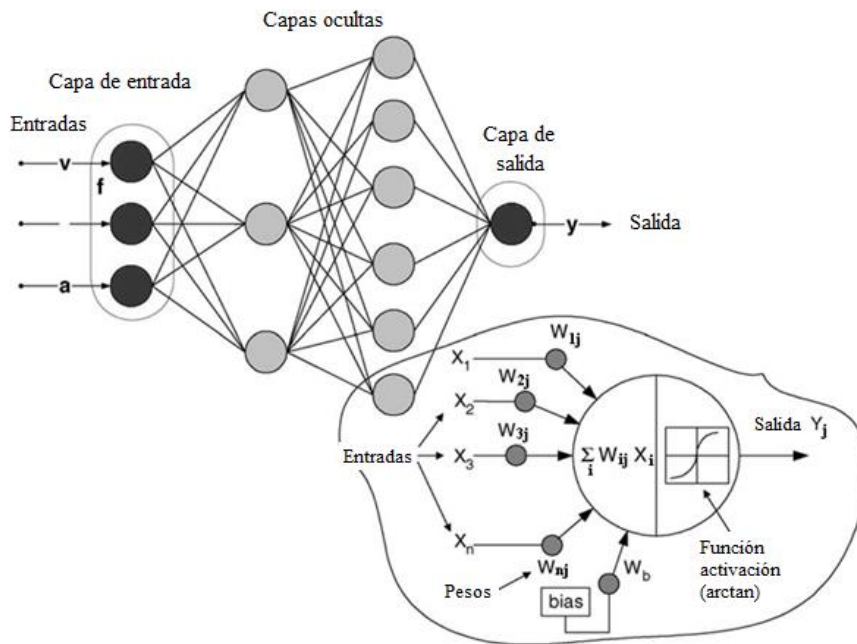 Capas ocultas
Capa de entrada
Entradas
v
f
a
Capa de
salida
y
Salida
X1
W1j
X2
W2j
X3
W3j
Entradas
Σi Wij Xi
Salida Yj
Xn
Wnj
Pesos
bias
Wb
Función
activación
(arctan)